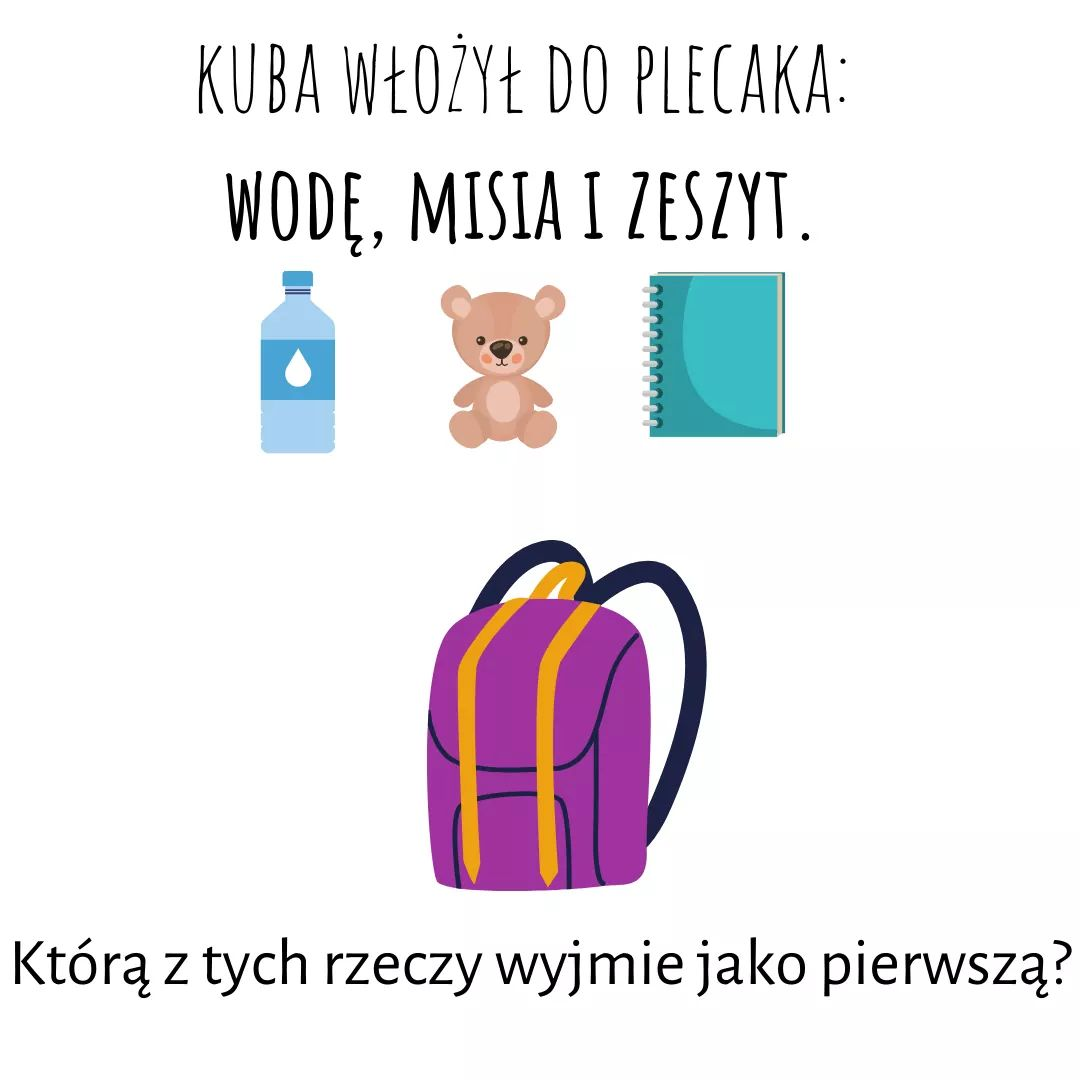 KUBA WŁOŻYŁ DO PLECAKA:
WODĘ, MISIA I ZESZYT.
Którą z tych rzeczy wyjmie jako pierwszą?